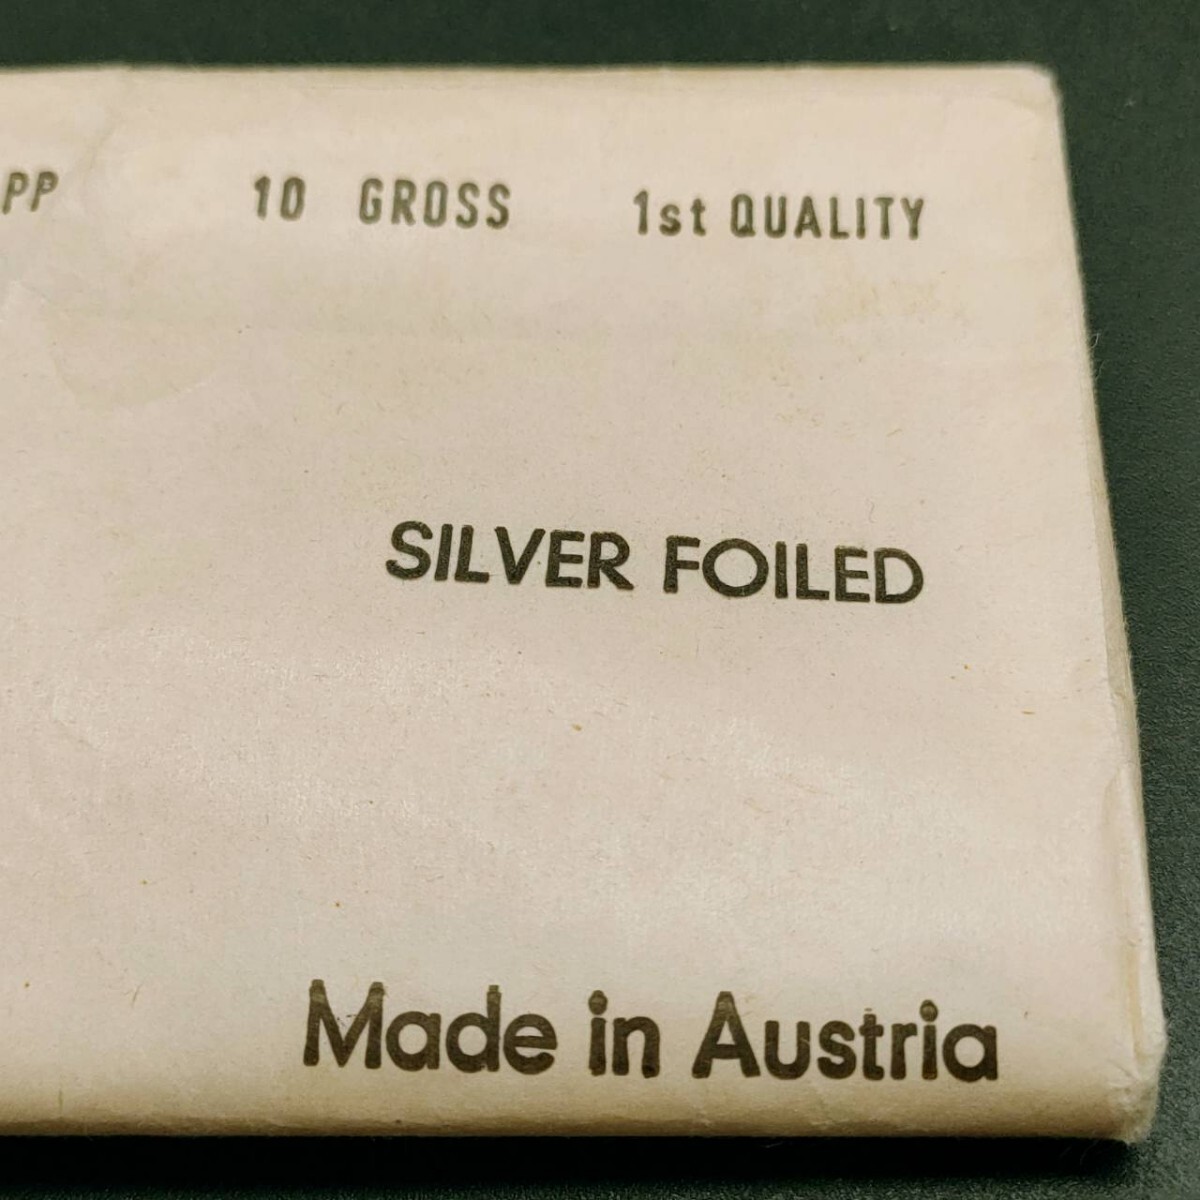 PP 10 GROSS 1st QUALITY
SILVER FOILED
Made in Austria